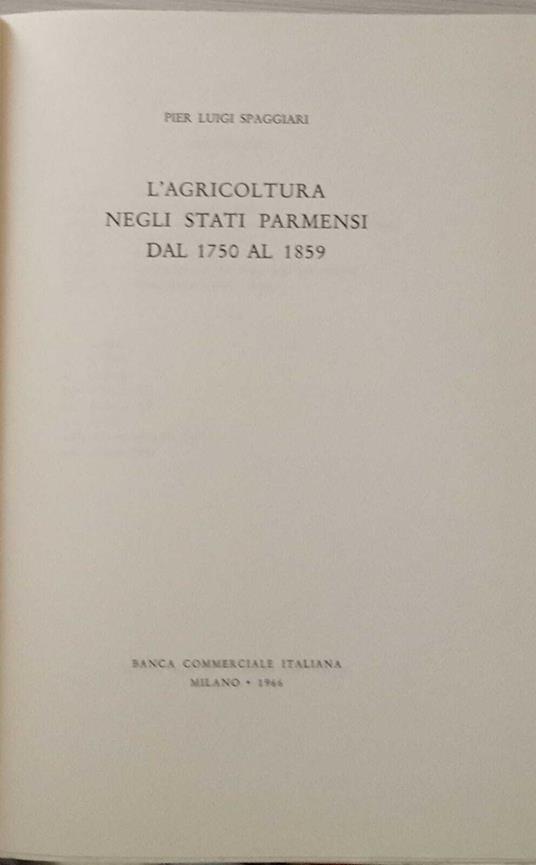 PIER LUIGI SPAGGIARI
L'AGRICOLTURA
NEGLI STATI PARMENSI
DAL 1750 AL 1859
BANCA COMMERCIALE ITALIANA
MILANO • 1966